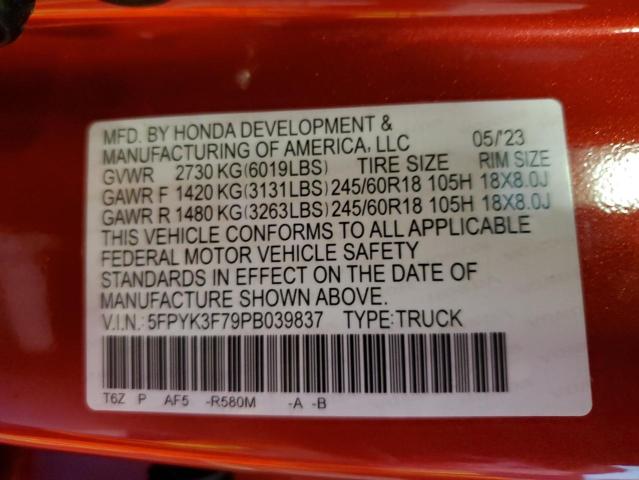 MFD. BY HONDA DEVELOPMENT &
MANUFACTURING OF AMERICA, LLC 05/'23
GVWR 2730 KG(6019LBS) TIRE SIZE RIM SIZE
GAWR F 1420 KG(3131LBS) 245/60R18 105H 18X8.0J
GAWR R 1480 KG(3263LBS) 245/60R18 105H 18X8.0J
THIS VEHICLE CONFORMS TO ALL APPLICABLE
FEDERAL MOTOR VEHICLE SAFETY
STANDARDS IN EFFECT ON THE DATE OF
MANUFACTURE SHOWN ABOVE.
V.I.N.: 5FPYK3F79PB039837 TYPE:TRUCK
T6Z P AF5 -R580M -A -B